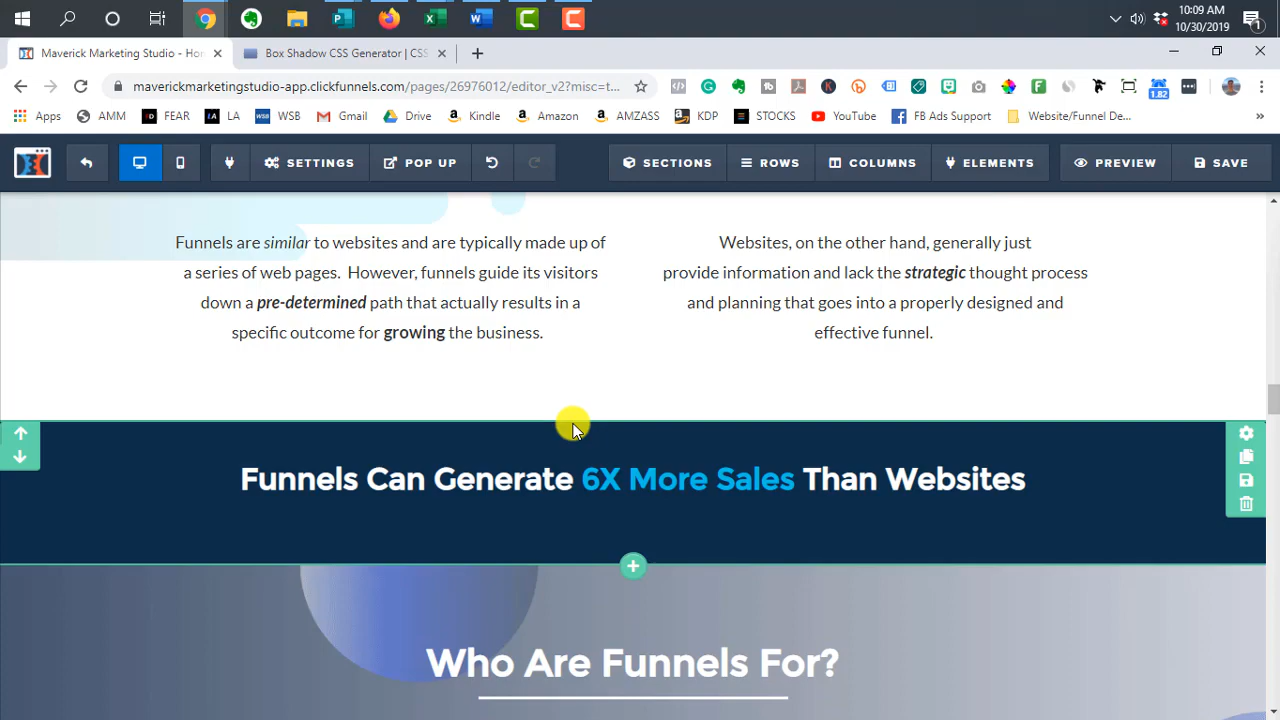 10:09 AM
10/30/2019
1
Maverick Marketing Studio - Ho
Box Shadow CSS Generator | CSS
maverickmarketingstudio-app.clickfunnels.com/pages/26976012/editor_v2?misc=t...
1.82
Apps AMM FEAR LA WSB Gmail Drive Kindle Amazon AMZASS KDP STOCKS YouTube FB Ads Support Website/Funnel De... »
SETTINGS POP UP SECTIONS ROWS COLUMNS ELEMENTS PREVIEW SAVE
Funnels are similar to websites and are typically made up of
a series of web pages. However, funnels guide its visitors
down a pre-determined path that actually results in a
specific outcome for growing the business.
Websites, on the other hand, generally just
provide information and lack the strategic thought process
and planning that goes into a properly designed and
effective funnel.
Funnels Can Generate 6X More Sales Than Websites
Who Are Funnels For?